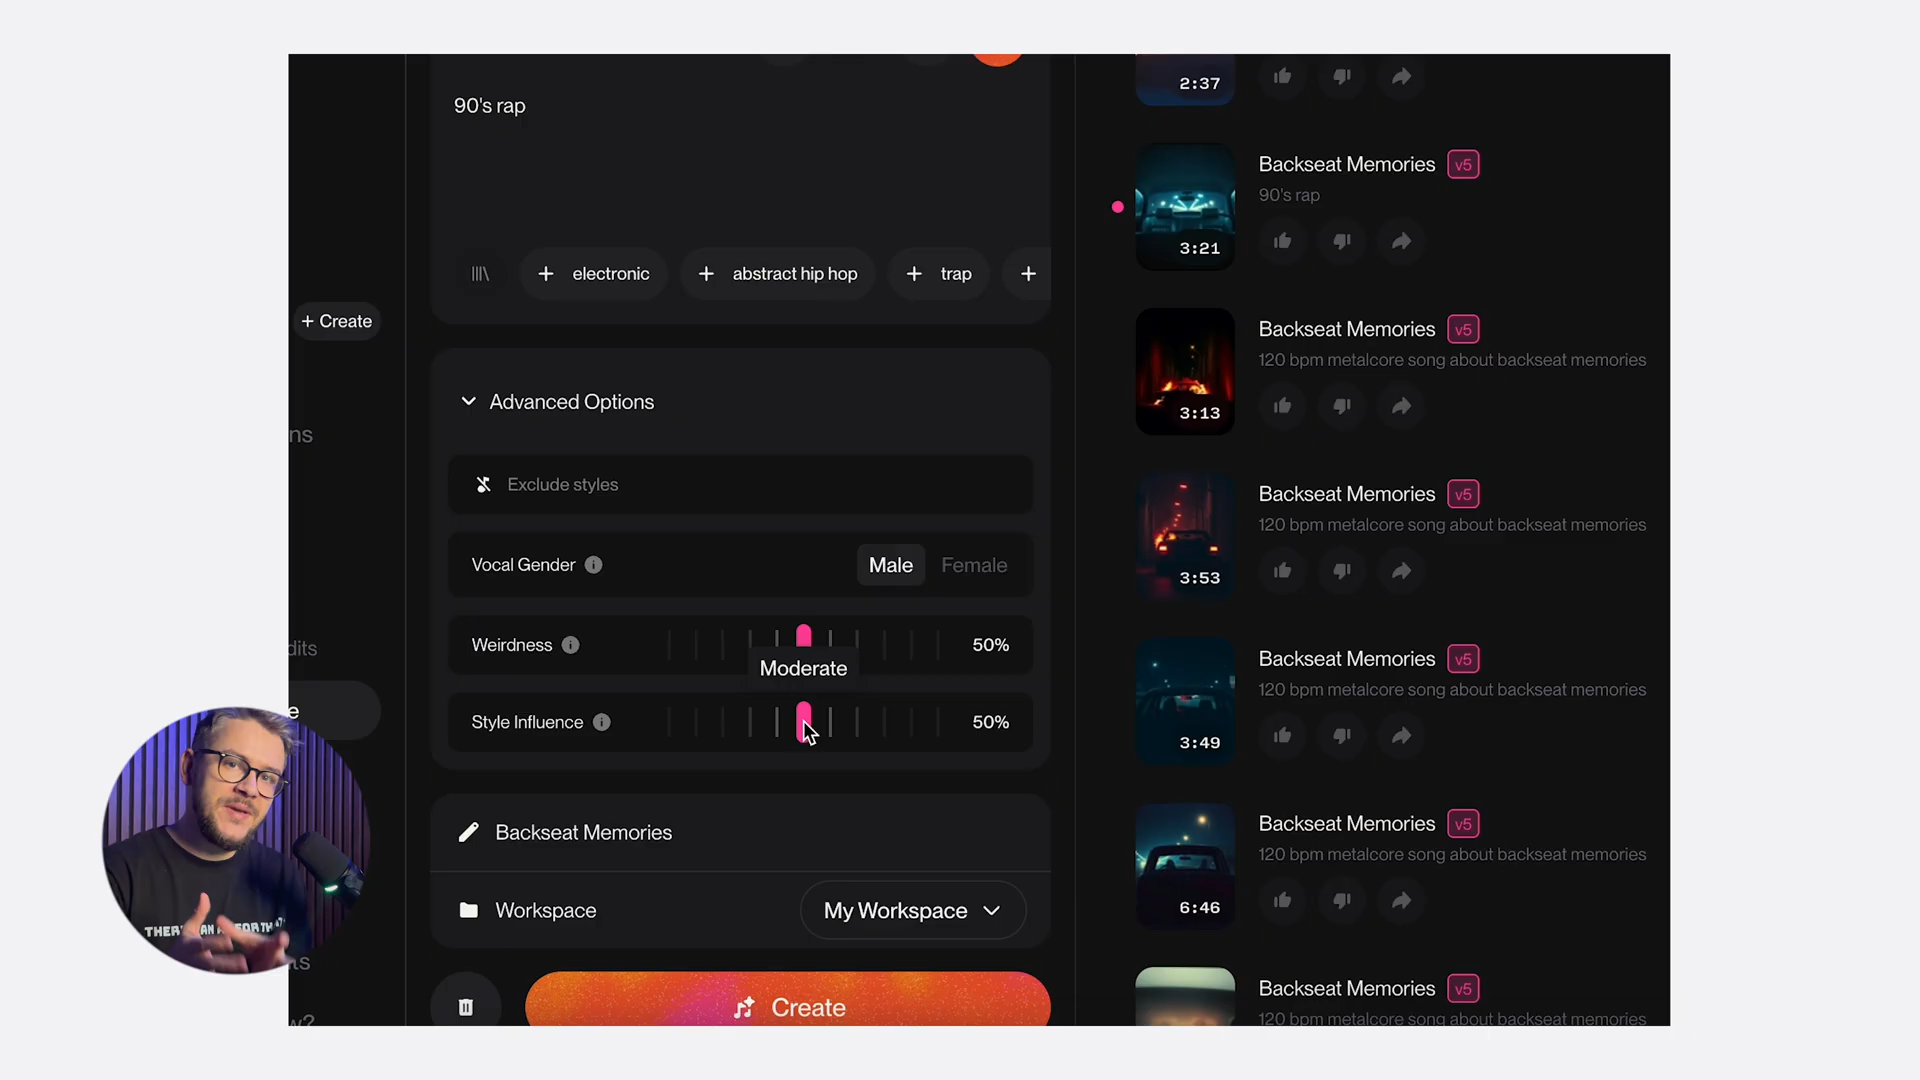 90's rap
electronic
abstract hip hop
trap
+ Create
ns
Advanced Options
Exclude styles
Vocal Gender
Male
Female
Weirdness
50%
Moderate
Style Influence
50%
dits
e
Backseat Memories
Workspace
My Workspace
ts
w?
Create
2:37
Backseat Memories v5
90's rap
3:21
Backseat Memories v5
120 bpm metalcore song about backseat memories
3:13
Backseat Memories v5
120 bpm metalcore song about backseat memories
3:53
Backseat Memories v5
120 bpm metalcore song about backseat memories
3:49
Backseat Memories v5
120 bpm metalcore song about backseat memories
6:46
Backseat Memories v5
120 bpm metalcore song about backseat memories